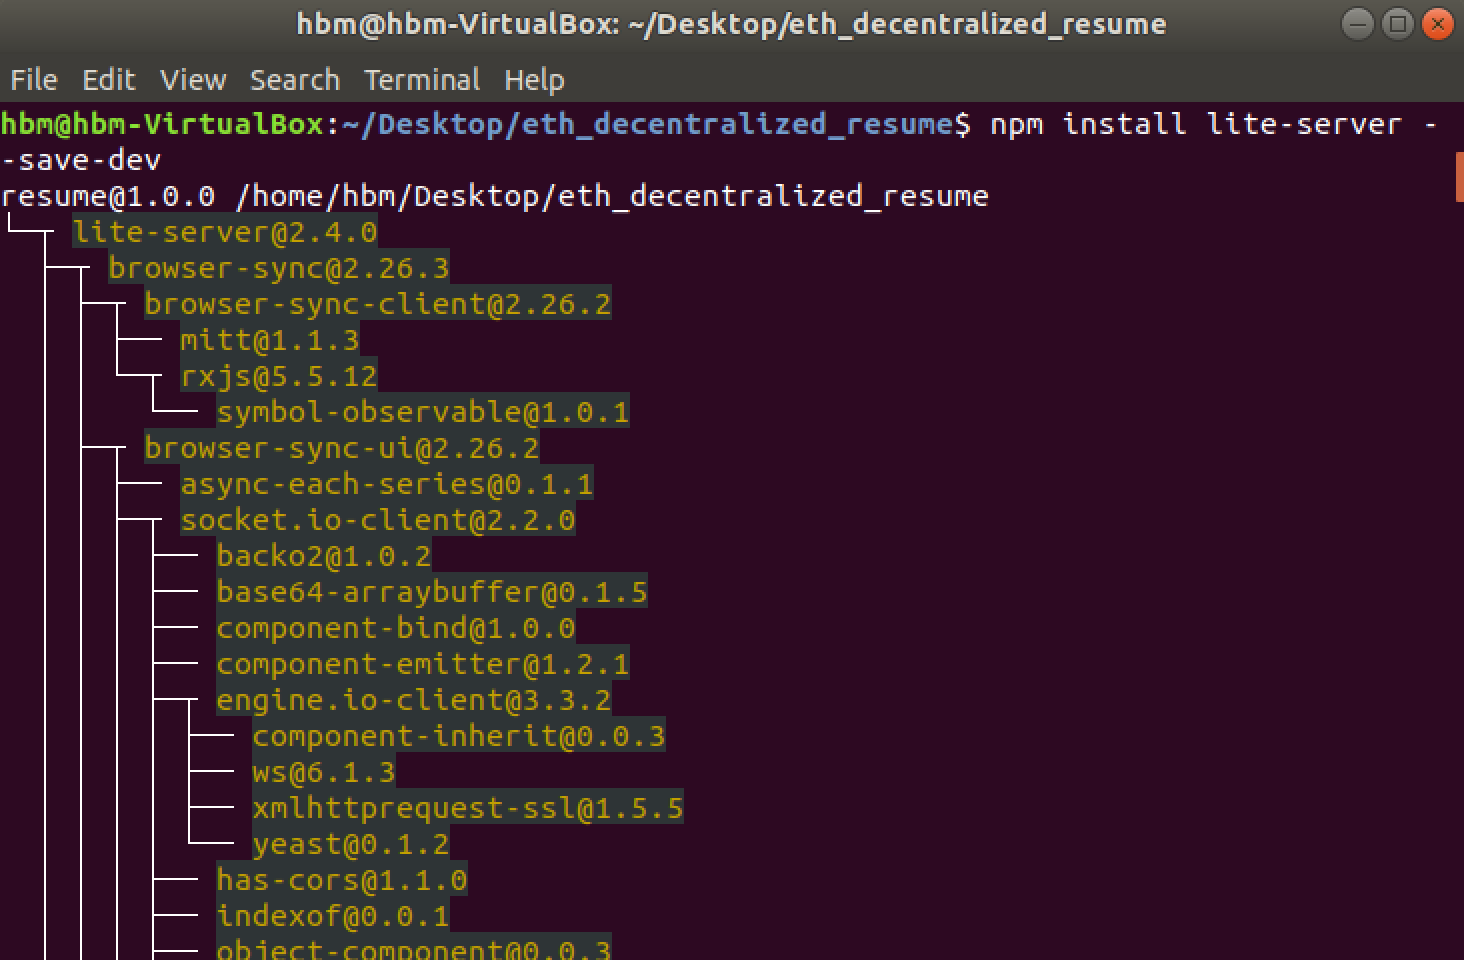 hbm@hbm-VirtualBox: ~/Desktop/eth_decentralized_resume
File Edit View Search Terminal Help
hbm@hbm-VirtualBox:~/Desktop/eth_decentralized_resume$ npm install lite-server -
-save-dev
resume@1.0.0 /home/hbm/Desktop/eth_decentralized_resume
lite-server@2.4.0
browser-sync@2.26.3
browser-sync-client@2.26.2
mitt@1.1.3
rxjs@5.5.12
symbol-observable@1.0.1
browser-sync-ui@2.26.2
async-each-series@0.1.1
socket.io-client@2.2.0
backo2@1.0.2
base64-arraybuffer@0.1.5
component-bind@1.0.0
component-emitter@1.2.1
engine.io-client@3.3.2
component-inherit@0.0.3
ws@6.1.3
xmlhttprequest-ssl@1.5.5
yeast@0.1.2
has-cors@1.1.0
indexof@0.0.1
object-component@0.0.3